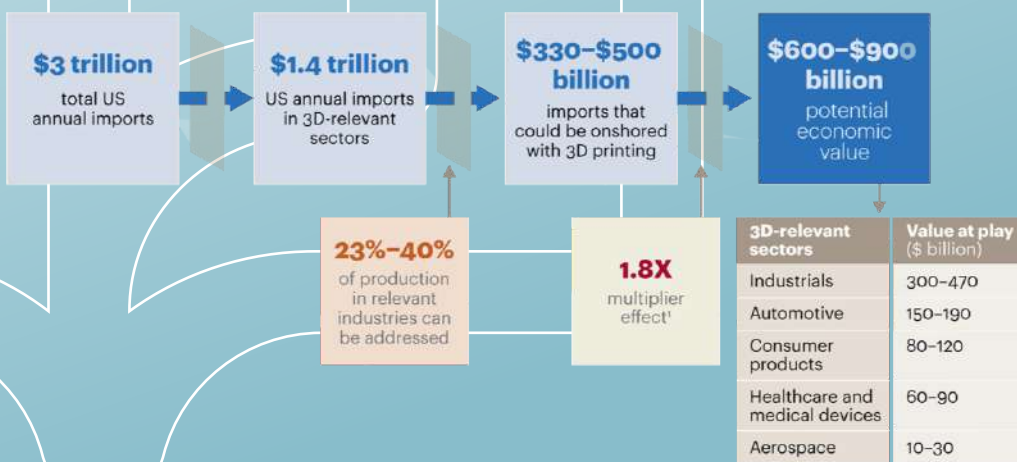 $3 trillion
total US
annual imports
$1.4 trillion
US annual imports
in 3D-relevant
sectors
$330–$500
billion
imports that
could be onshored
with 3D printing
$600–$900
billion
potential
economic
value
23%–40%
of production
in relevant
industries can
be addressed
1.8X
multiplier
effect¹
3D-relevant
sectors
Value at play
($ billion)
Industrials
300–470
Automotive
150–190
Consumer
products
80–120
Healthcare and
medical devices
60–90
Aerospace
10–30